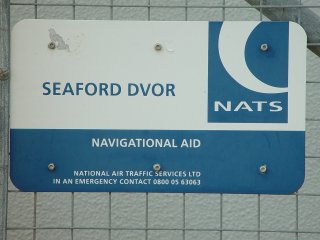 SEAFORD DVOR
NATS
NAVIGATIONAL AID
NATIONAL AIR TRAFFIC SERVICES LTD
IN AN EMERGENCY CONTACT 0800 05 63063